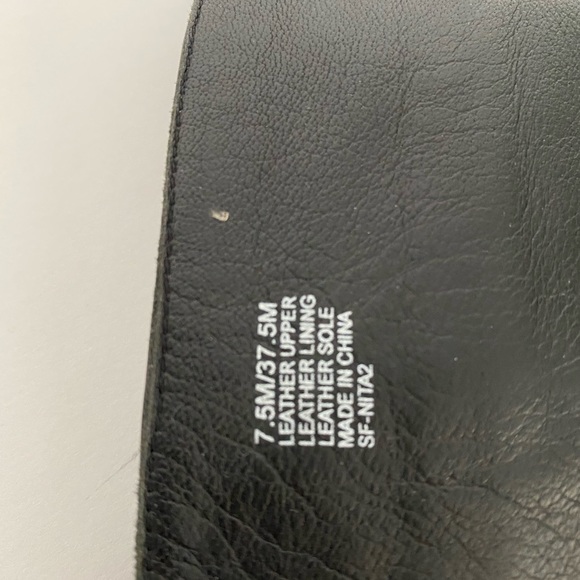 7.5M/37.5M
LEATHER UPPER
LEATHER LINING
LEATHER SOLE
MADE IN CHINA
SF-NITA2